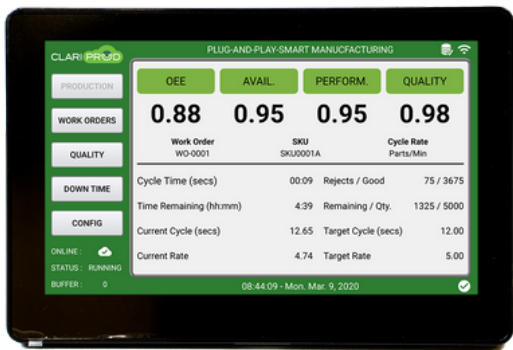 CLARIPROD
PLUG-AND-PLAY-SMART MANUCFACTURING
PRODUCTION
WORK ORDERS
QUALITY
DOWN TIME
CONFIG
ONLINE :
STATUS : RUNNING
BUFFER : 0
OEE AVAIL. PERFORM. QUALITY
0.88 0.95 0.95 0.98
Work Order SKU Cycle Rate
WO-0001 SKU0001A Parts/Min
Cycle Time (secs) 00:09 Rejects / Good 75 / 3675
Time Remaining (hh:mm) 4:39 Remaining / Qty. 1325 / 5000
Current Cycle (secs) 12.65 Target Cycle (secs) 12.00
Current Rate 4.74 Target Rate 5.00
08:44:09 - Mon. Mar. 9, 2020